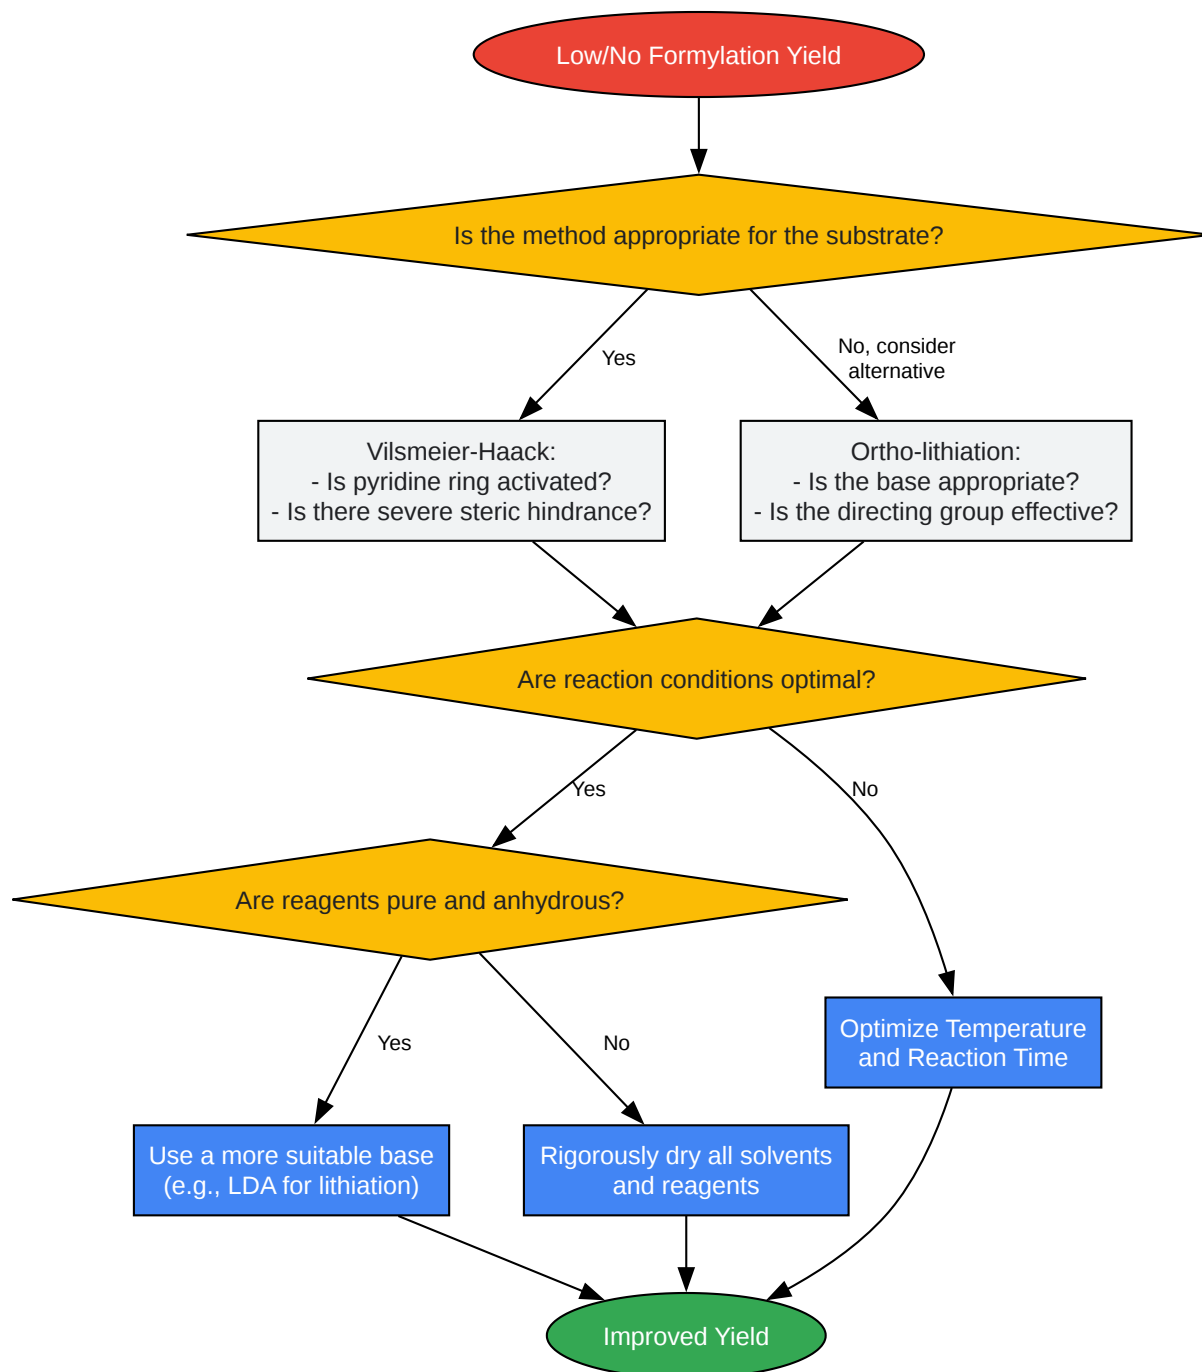 Low/No Formylation Yield
Is the method appropriate for the substrate?
Yes
No, consider
alternative
Vilsmeier-Haack:
- Is pyridine ring activated?
- Is there severe steric hindrance?
Ortho-lithiation:
- Is the base appropriate?
- Is the directing group effective?
Are reaction conditions optimal?
Yes
No
Are reagents pure and anhydrous?
Yes
No
Optimize Temperature
and Reaction Time
Use a more suitable base
(e.g., LDA for lithiation)
Rigorously dry all solvents
and reagents
Improved Yield